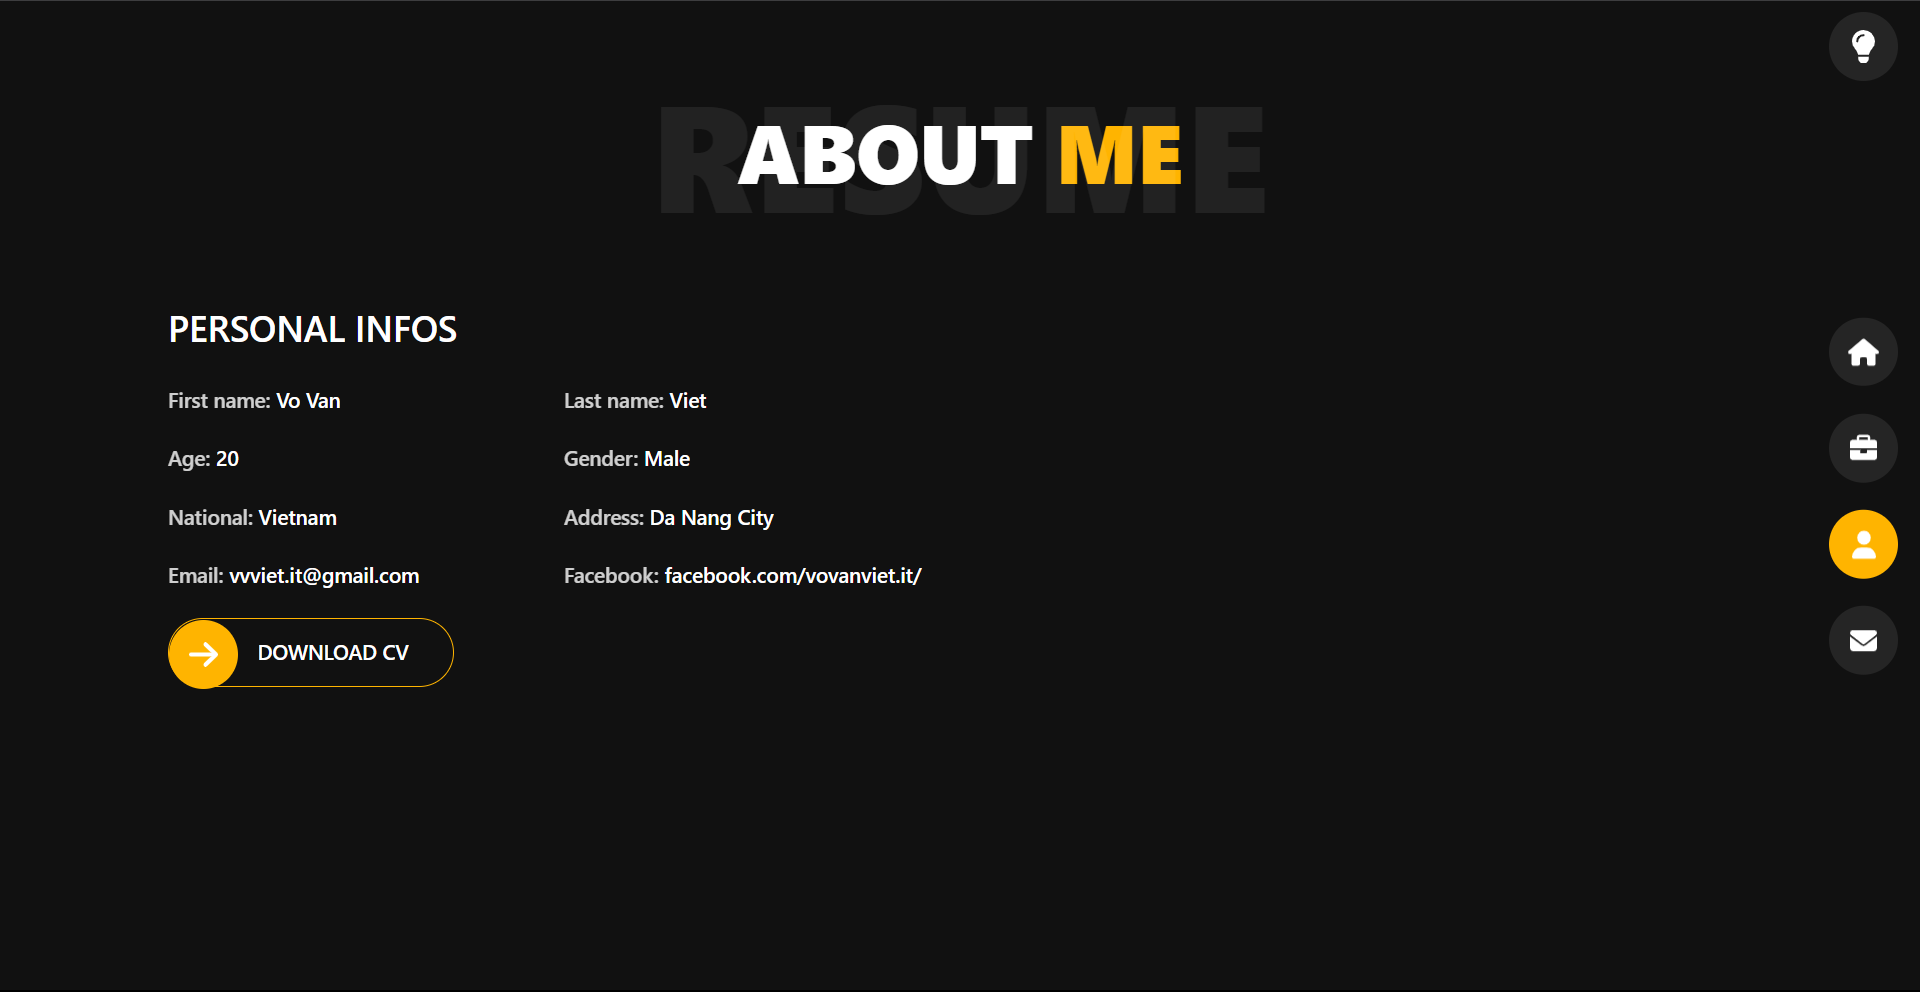 RESUME
ABOUT ME
PERSONAL INFOS
First name: Vo Van
Last name: Viet
Age: 20
Gender: Male
National: Vietnam
Address: Da Nang City
Email: vvviet.it@gmail.com
Facebook: facebook.com/vovanviet.it/
DOWNLOAD CV